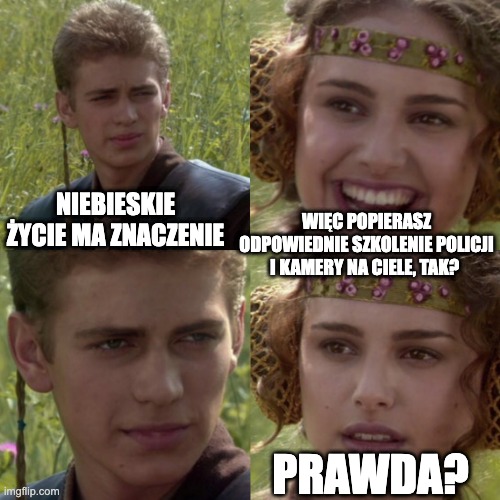 NIEBIESKIE
ŻYCIE MA ZNACZENIE
WIĘC POPIERASZ
ODPOWIEDNIE SZKOLENIE POLICJI
I KAMERY NA CIELE, TAK?
PRAWDA?
imgflip.com